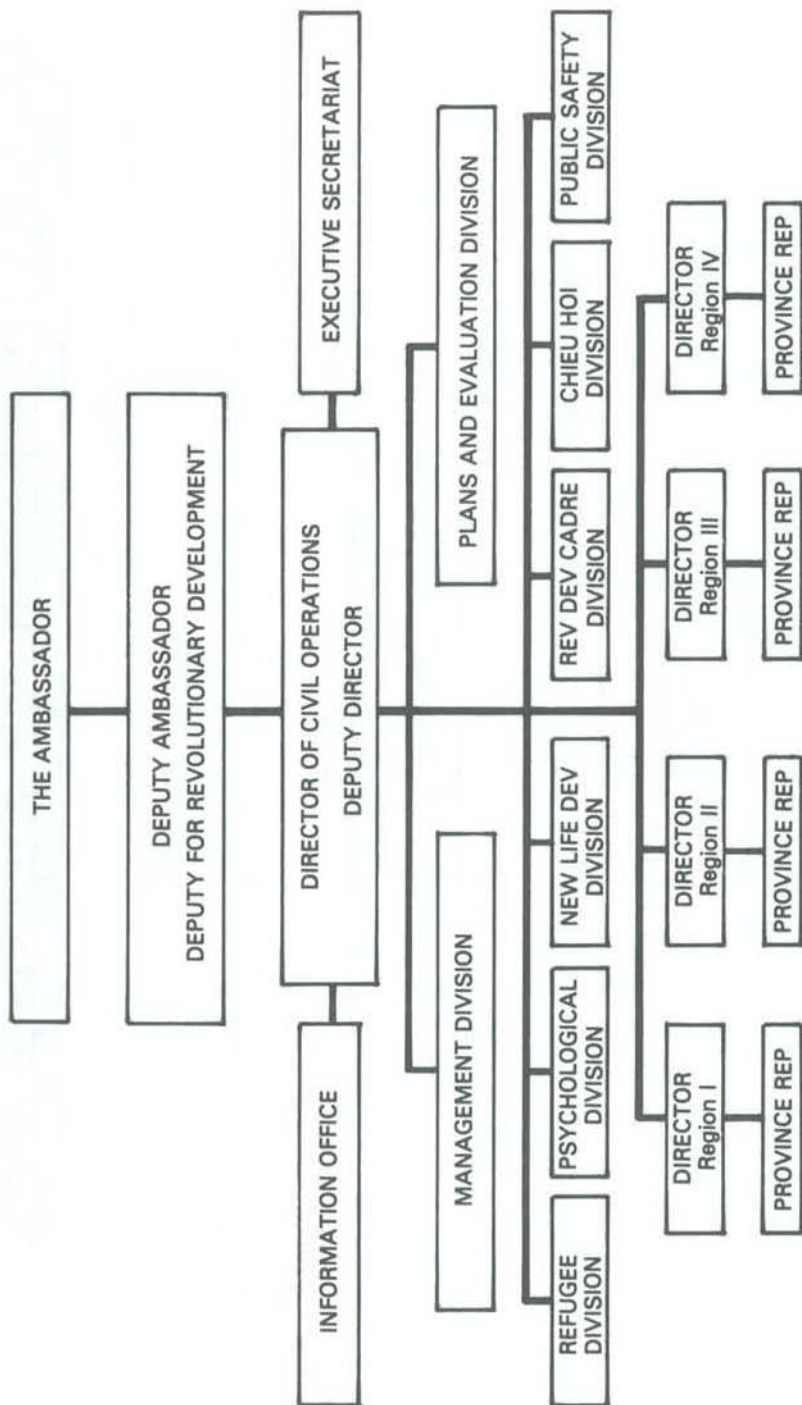 THE AMBASSADOR
DEPUTY AMBASSADOR
DEPUTY FOR REVOLUTIONARY DEVELOPMENT
INFORMATION OFFICE
DIRECTOR OF CIVIL OPERATIONS
DEPUTY DIRECTOR
EXECUTIVE SECRETARIAT
MANAGEMENT DIVISION
PLANS AND EVALUATION DIVISION
REFUGEE
DIVISION
PSYCHOLOGICAL
DIVISION
NEW LIFE DEV
DIVISION
REV DEV CADRE
DIVISION
CHIEU HOI
DIVISION
PUBLIC SAFETY
DIVISION
DIRECTOR
Region I
DIRECTOR
Region II
DIRECTOR
Region III
DIRECTOR
Region IV
PROVINCE REP
PROVINCE REP
PROVINCE REP
PROVINCE REP